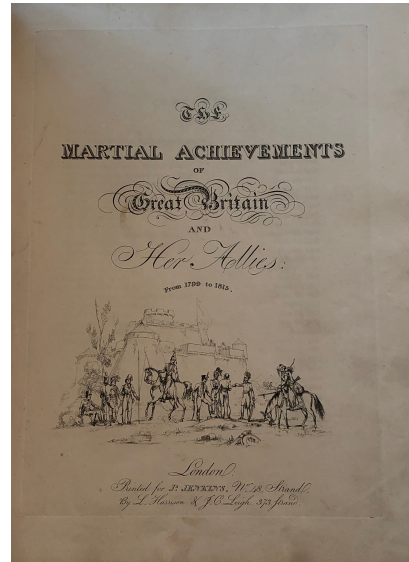 THE
MARTIAL ACHIEVEMENTS
OF
Great Britain
AND
Her Allies:
From 1799 to 1815.
London:
Printed for J. JENKINS, No. 48, Strand,
By L. Harrison & J. C. Leigh, 373, Strand.